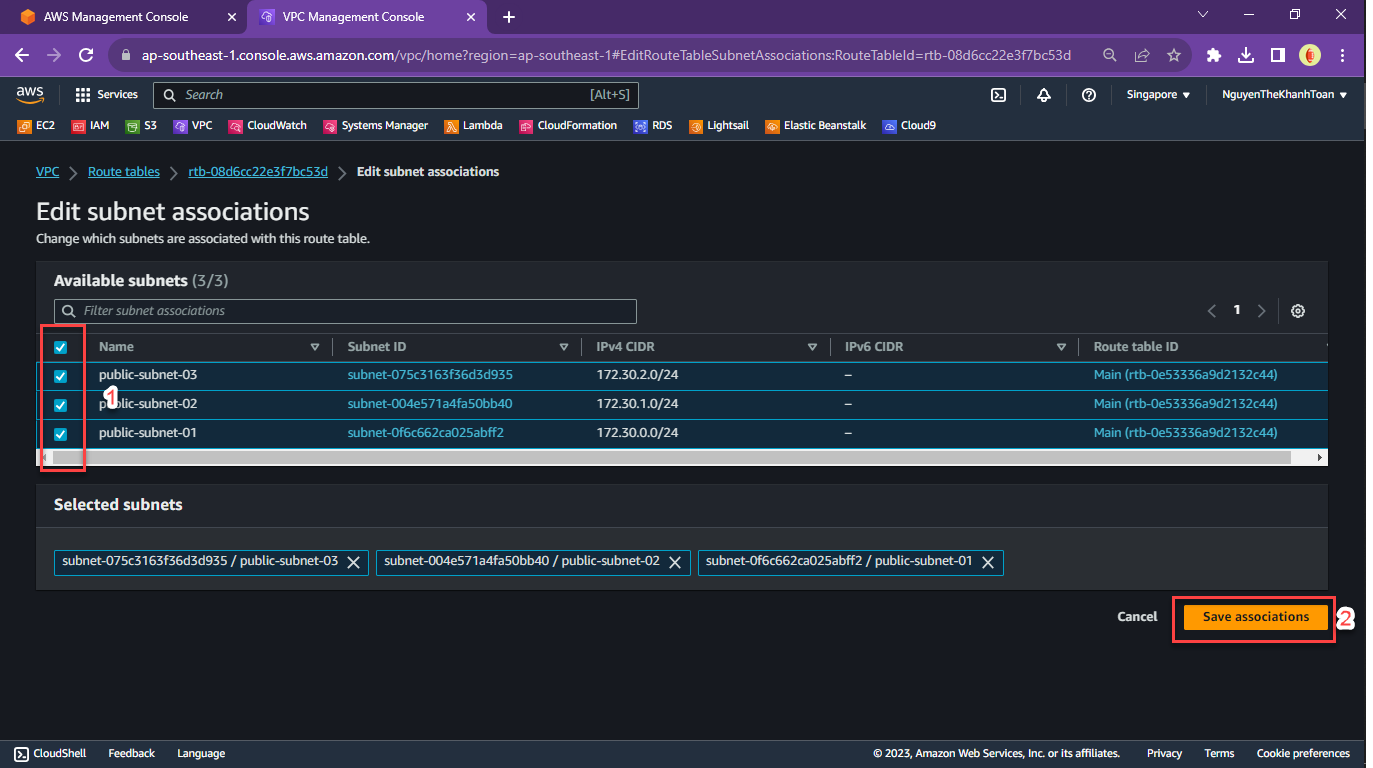 AWS Management Console
VPC Management Console
ap-southeast-1.console.aws.amazon.com/vpc/home?region=ap-southeast-1#EditRouteTableSubnetAssociations:RouteTableId=rtb-08d6cc22e3f7bc53d
aws Services Search [Alt+S] Singapore NguyenTheKhanhToan
EC2 IAM S3 VPC CloudWatch Systems Manager Lambda CloudFormation RDS Lightsail Elastic Beanstalk Cloud9
VPC Route tables rtb-08d6cc22e3f7bc53d Edit subnet associations
Edit subnet associations
Change which subnets are associated with this route table.
Available subnets (3/3)
Filter subnet associations 1
Name Subnet ID IPv4 CIDR IPv6 CIDR Route table ID
public-subnet-03 subnet-075c3163f36d3d935 172.30.2.0/24 – Main (rtb-0e53336a9d2132c44)
1
public-subnet-02 subnet-004e571a4fa50bb40 172.30.1.0/24 – Main (rtb-0e53336a9d2132c44)
public-subnet-01 subnet-0f6c662ca025abff2 172.30.0.0/24 – Main (rtb-0e53336a9d2132c44)
Selected subnets
subnet-075c3163f36d3d935 / public-subnet-03 subnet-004e571a4fa50bb40 / public-subnet-02 subnet-0f6c662ca025abff2 / public-subnet-01
Cancel Save associations 2
CloudShell Feedback Language © 2023, Amazon Web Services, Inc. or its affiliates. Privacy Terms Cookie preferences